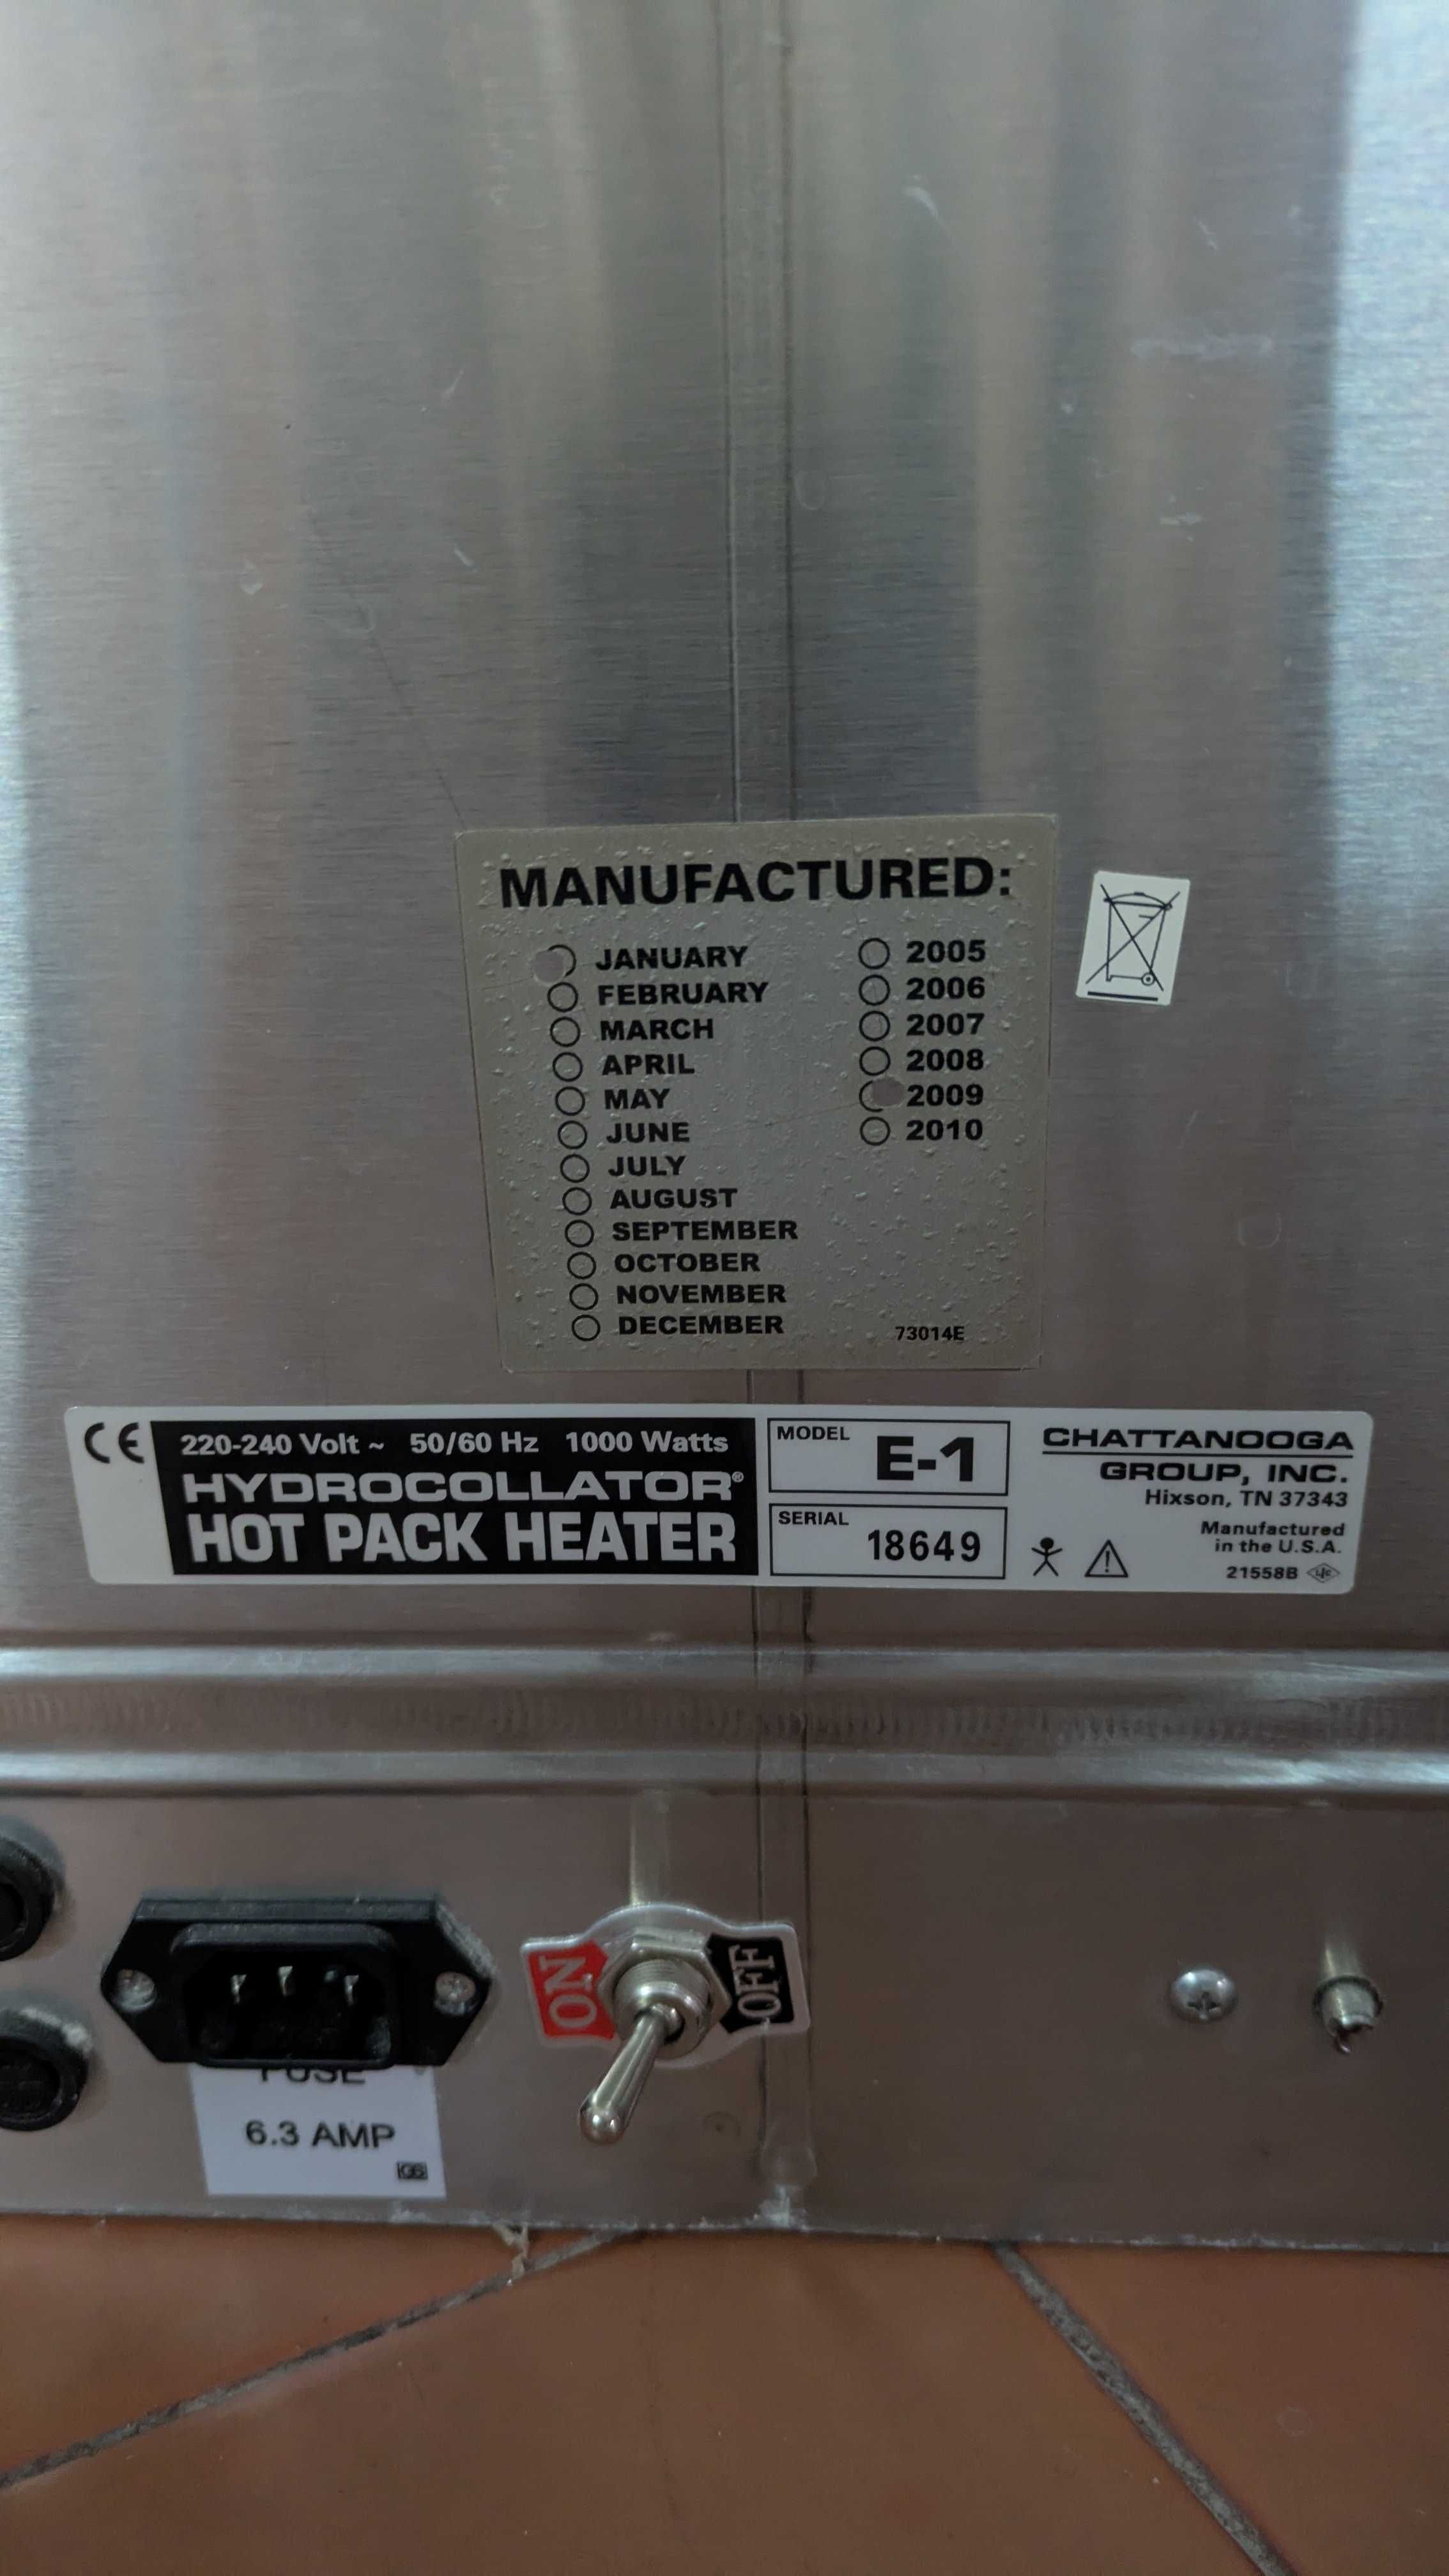 MANUFACTURED:
JANUARY 2005
FEBRUARY 2006
MARCH 2007
APRIL 2008
MAY 2009
JUNE 2010
JULY
AUGUST
SEPTEMBER
OCTOBER
NOVEMBER
DECEMBER 73014E
CE 220-240 Volt ~ 50/60 Hz 1000 Watts
HYDROCOLLATOR®
HOT PACK HEATER
MODEL E-1
SERIAL 18649
CHATTANOOGA
GROUP, INC.
Hixson, TN 37343
Manufactured
in the U.S.A.
21558B
ON OFF
FUSE
6.3 AMP